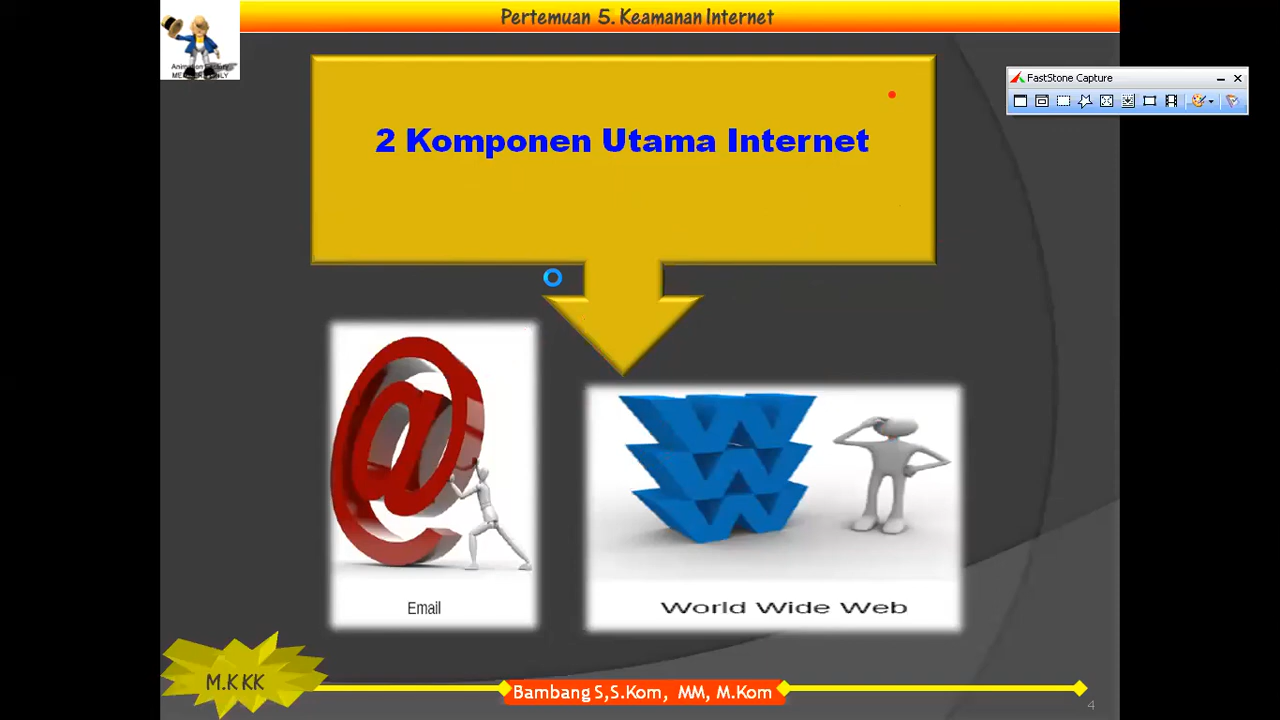 Pertemuan 5. Keamanan Internet
FastStone Capture
2 Komponen Utama Internet
Email
World Wide Web
M.K KK
Bambang S,S.Kom, MM, M.Kom
4